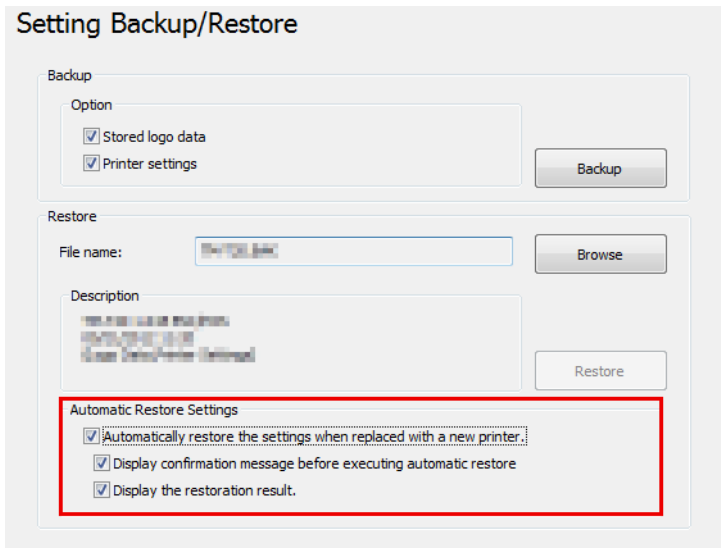 Setting Backup/Restore
Backup
Option
Stored logo data
Printer settings
Backup
Restore
File name:
Browse
Description
Restore
Automatic Restore Settings
Automatically restore the settings when replaced with a new printer.
Display confirmation message before executing automatic restore
Display the restoration result.